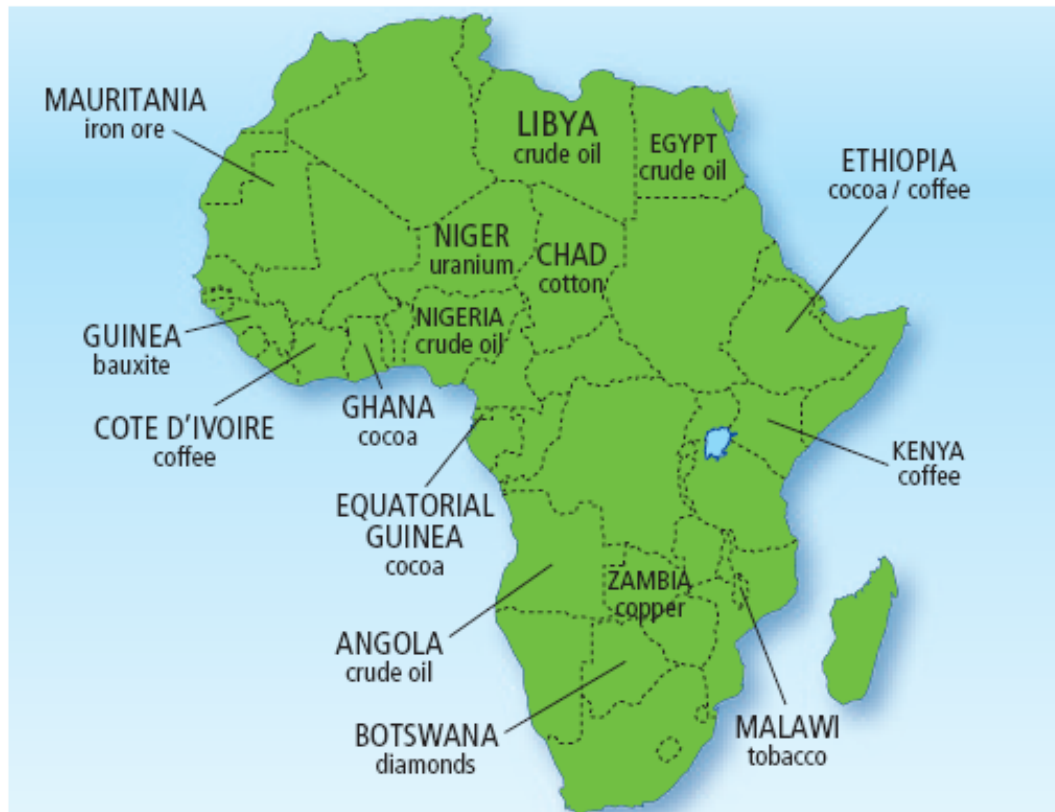 MAURITANIA
iron ore
LIBYA
crude oil
EGYPT
crude oil
ETHIOPIA
cocoa / coffee
NIGER
uranium
CHAD
cotton
NIGERIA
crude oil
GUINEA
bauxite
COTE D'IVOIRE
coffee
GHANA
cocoa
KENYA
coffee
EQUATORIAL
GUINEA
cocoa
ZAMBIA
copper
ANGOLA
crude oil
BOTSWANA
diamonds
MALAWI
tobacco